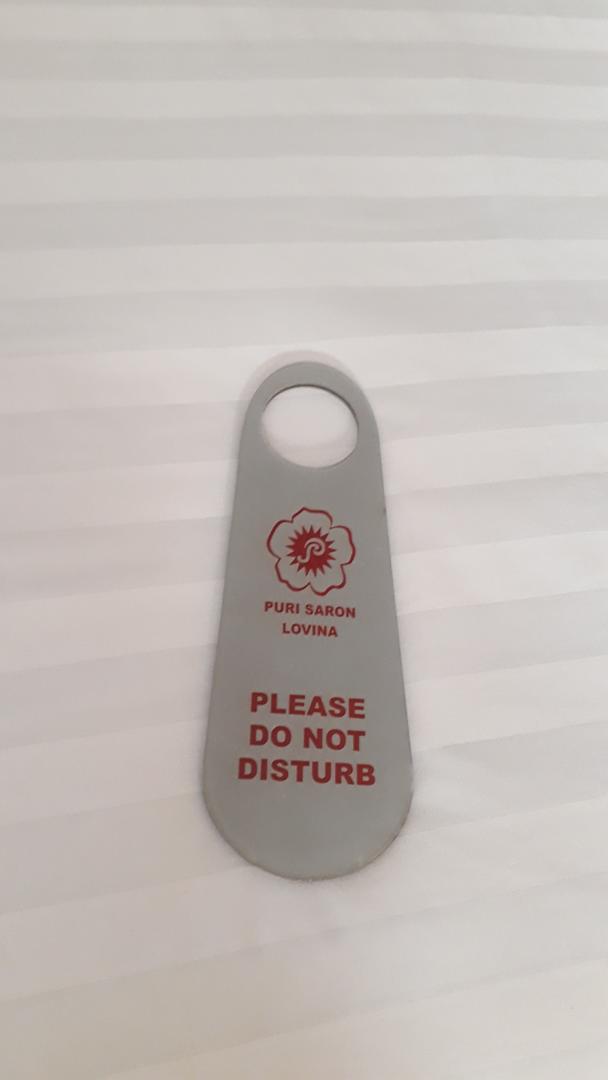 PURI SARON
LOVINA
PLEASE
DO NOT
DISTURB